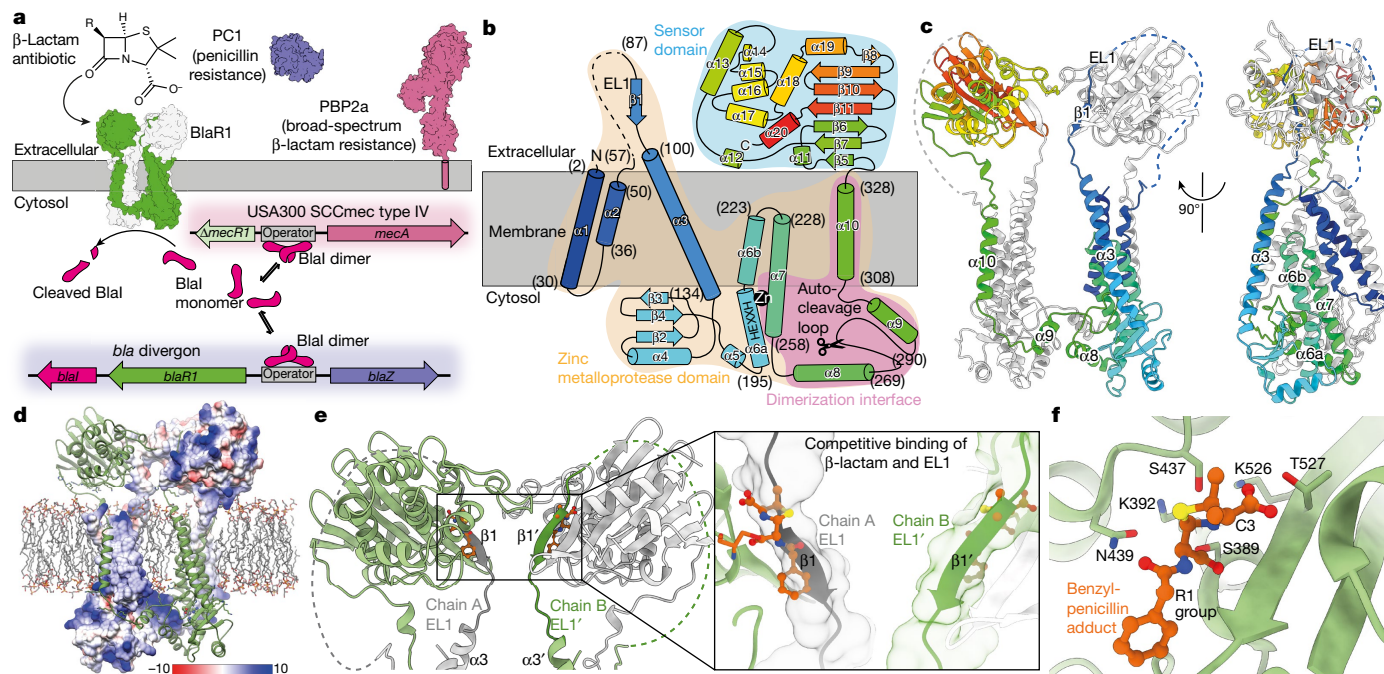 a
R
H
H
S
N
O
O
O−
β-Lactam
antibiotic
PC1
(penicillin
resistance)
PBP2a
(broad-spectrum
β-lactam resistance)
BlaR1
Extracellular
Cytosol
USA300 SCCmec type IV
ΔmecR1
Operator
mecA
BlaI dimer
Cleaved BlaI
BlaI
monomer
BlaI dimer
bla divergon
blaI
blaR1
Operator
blaZ
b
Sensor
domain
(87)
EL1
β1
α13
α14
α15
α16
α17
α18
α19
α20
β8
β9
β10
β11
β6
β7
β5
α12
C
α11
Extracellular
N
(57)
(2)
(100)
(50)
(328)
(223)
(228)
Membrane
α1
α2
α3
α6b
α7
α10
(36)
(30)
(308)
Cytosol
(134)
Zn
Auto-
cleavage
loop
β3
β4
β2
α4
α5
α6a
HEXXH
α9
(258)
(290)
α8
(195)
(269)
Zinc
metalloprotease domain
Dimerization interface
c
EL1
β1
α10
α3
α9
α8
90°
EL1
α3
α6b
α7
α6a
d
−10
10
e
β1
β1′
Chain A
EL1
Chain B
EL1′
α3
α3′
Competitive binding of
β-lactam and EL1
Chain A
EL1
β1
Chain B
EL1′
β1′
f
S437
K526
T527
K392
C3
N439
S389
R1
group
Benzyl-
penicillin
adduct